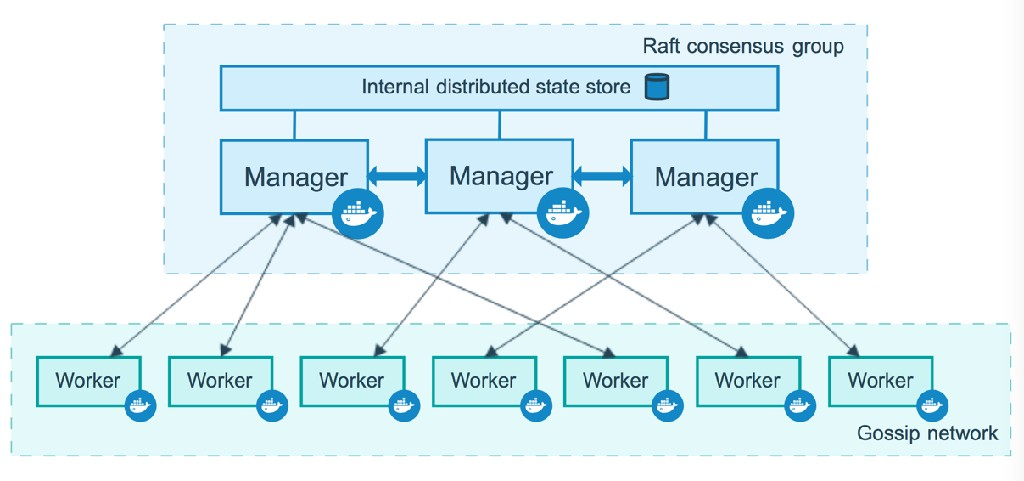 Raft consensus group
Internal distributed state store
Manager
Manager
Manager
Worker
Worker
Worker
Worker
Worker
Worker
Worker
Gossip network